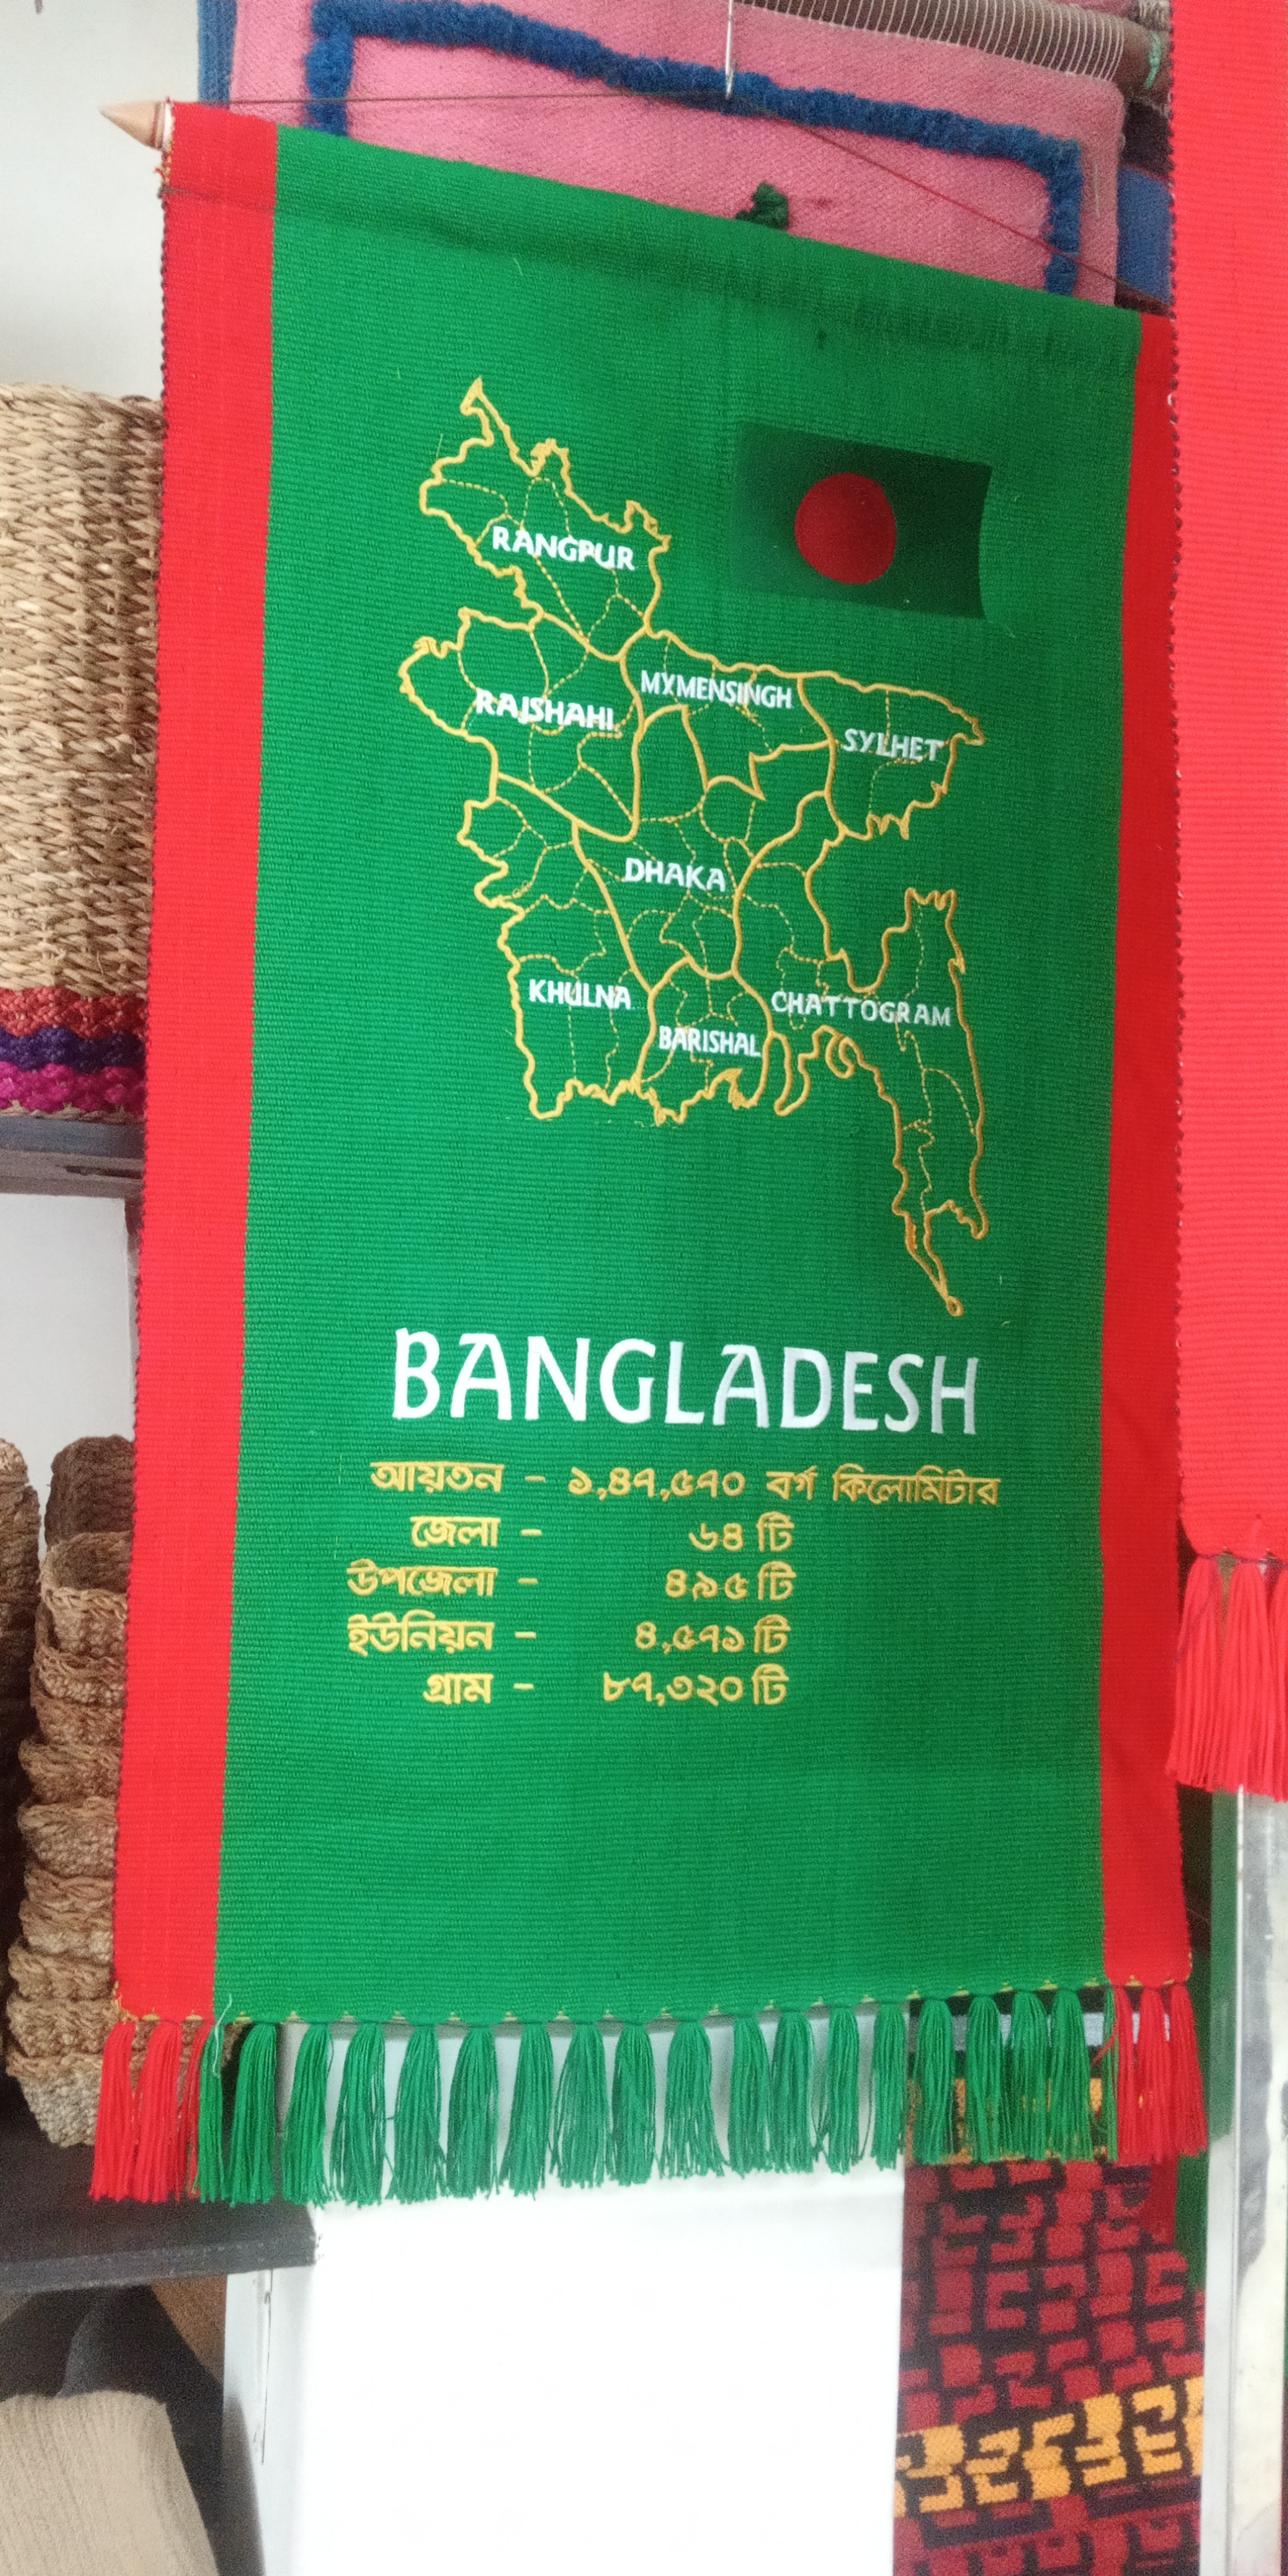 RANGPUR
MYMENSINGH
RAJSHAHI
SYLHET
DHAKA
KHULNA
CHATTOGRAM
BARISHAL
BANGLADESH
আয়তন - ১,৪৭,৫৭০ বর্গ কিলোমিটার
জেলা - ৬৪ টি
উপজেলা - ৪৯৫ টি
ইউনিয়ন - ৪,৫৭১ টি
গ্রাম - ৮৭,৩২০ টি